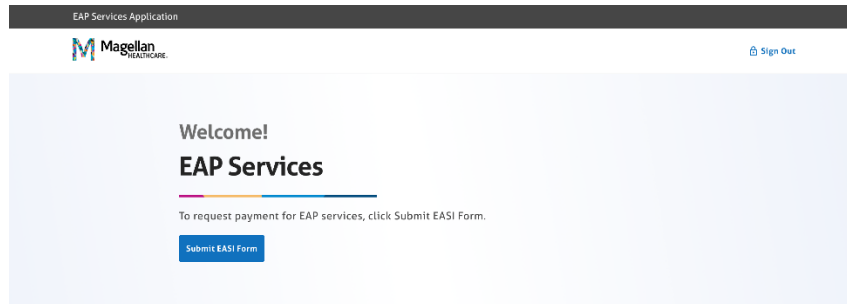 EAP Services Application
Magellan
HEALTHCARE.
Sign Out
Welcome!
EAP Services
To request payment for EAP services, click Submit EASI Form.
Submit EASI Form